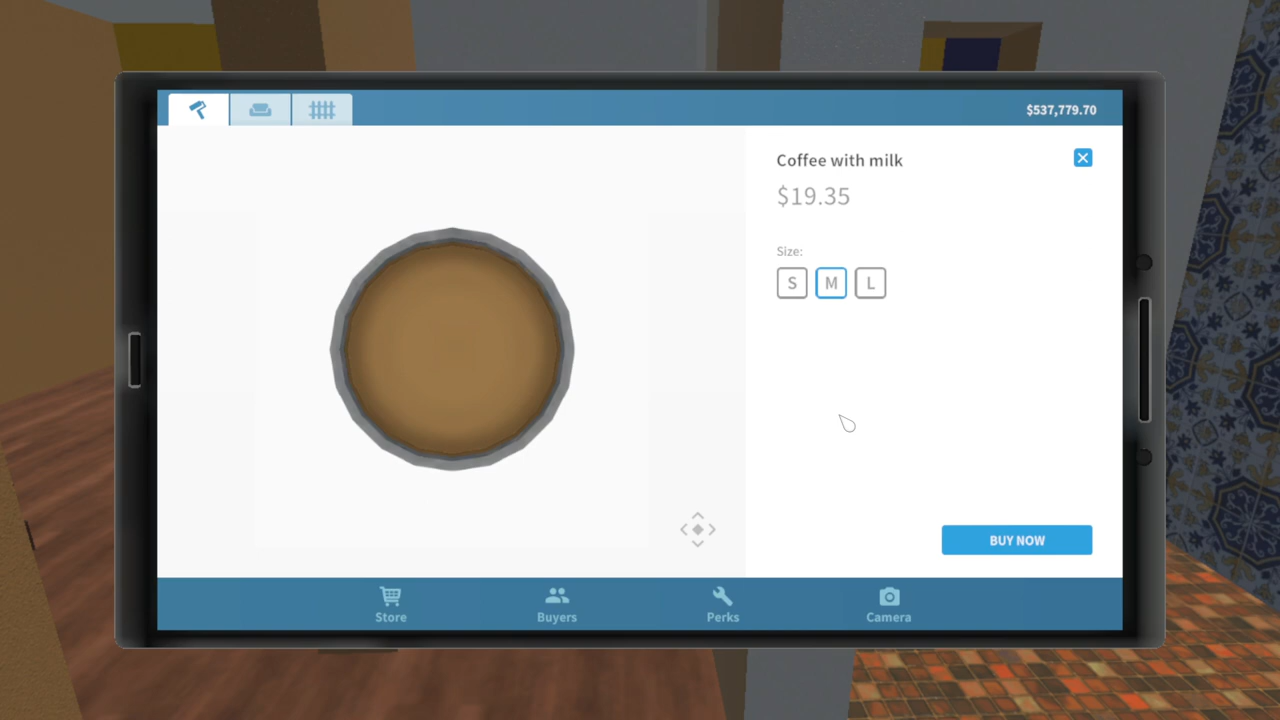 $537,779.70
Coffee with milk
$19.35
Size:
S M L
BUY NOW
Store Buyers Perks Camera